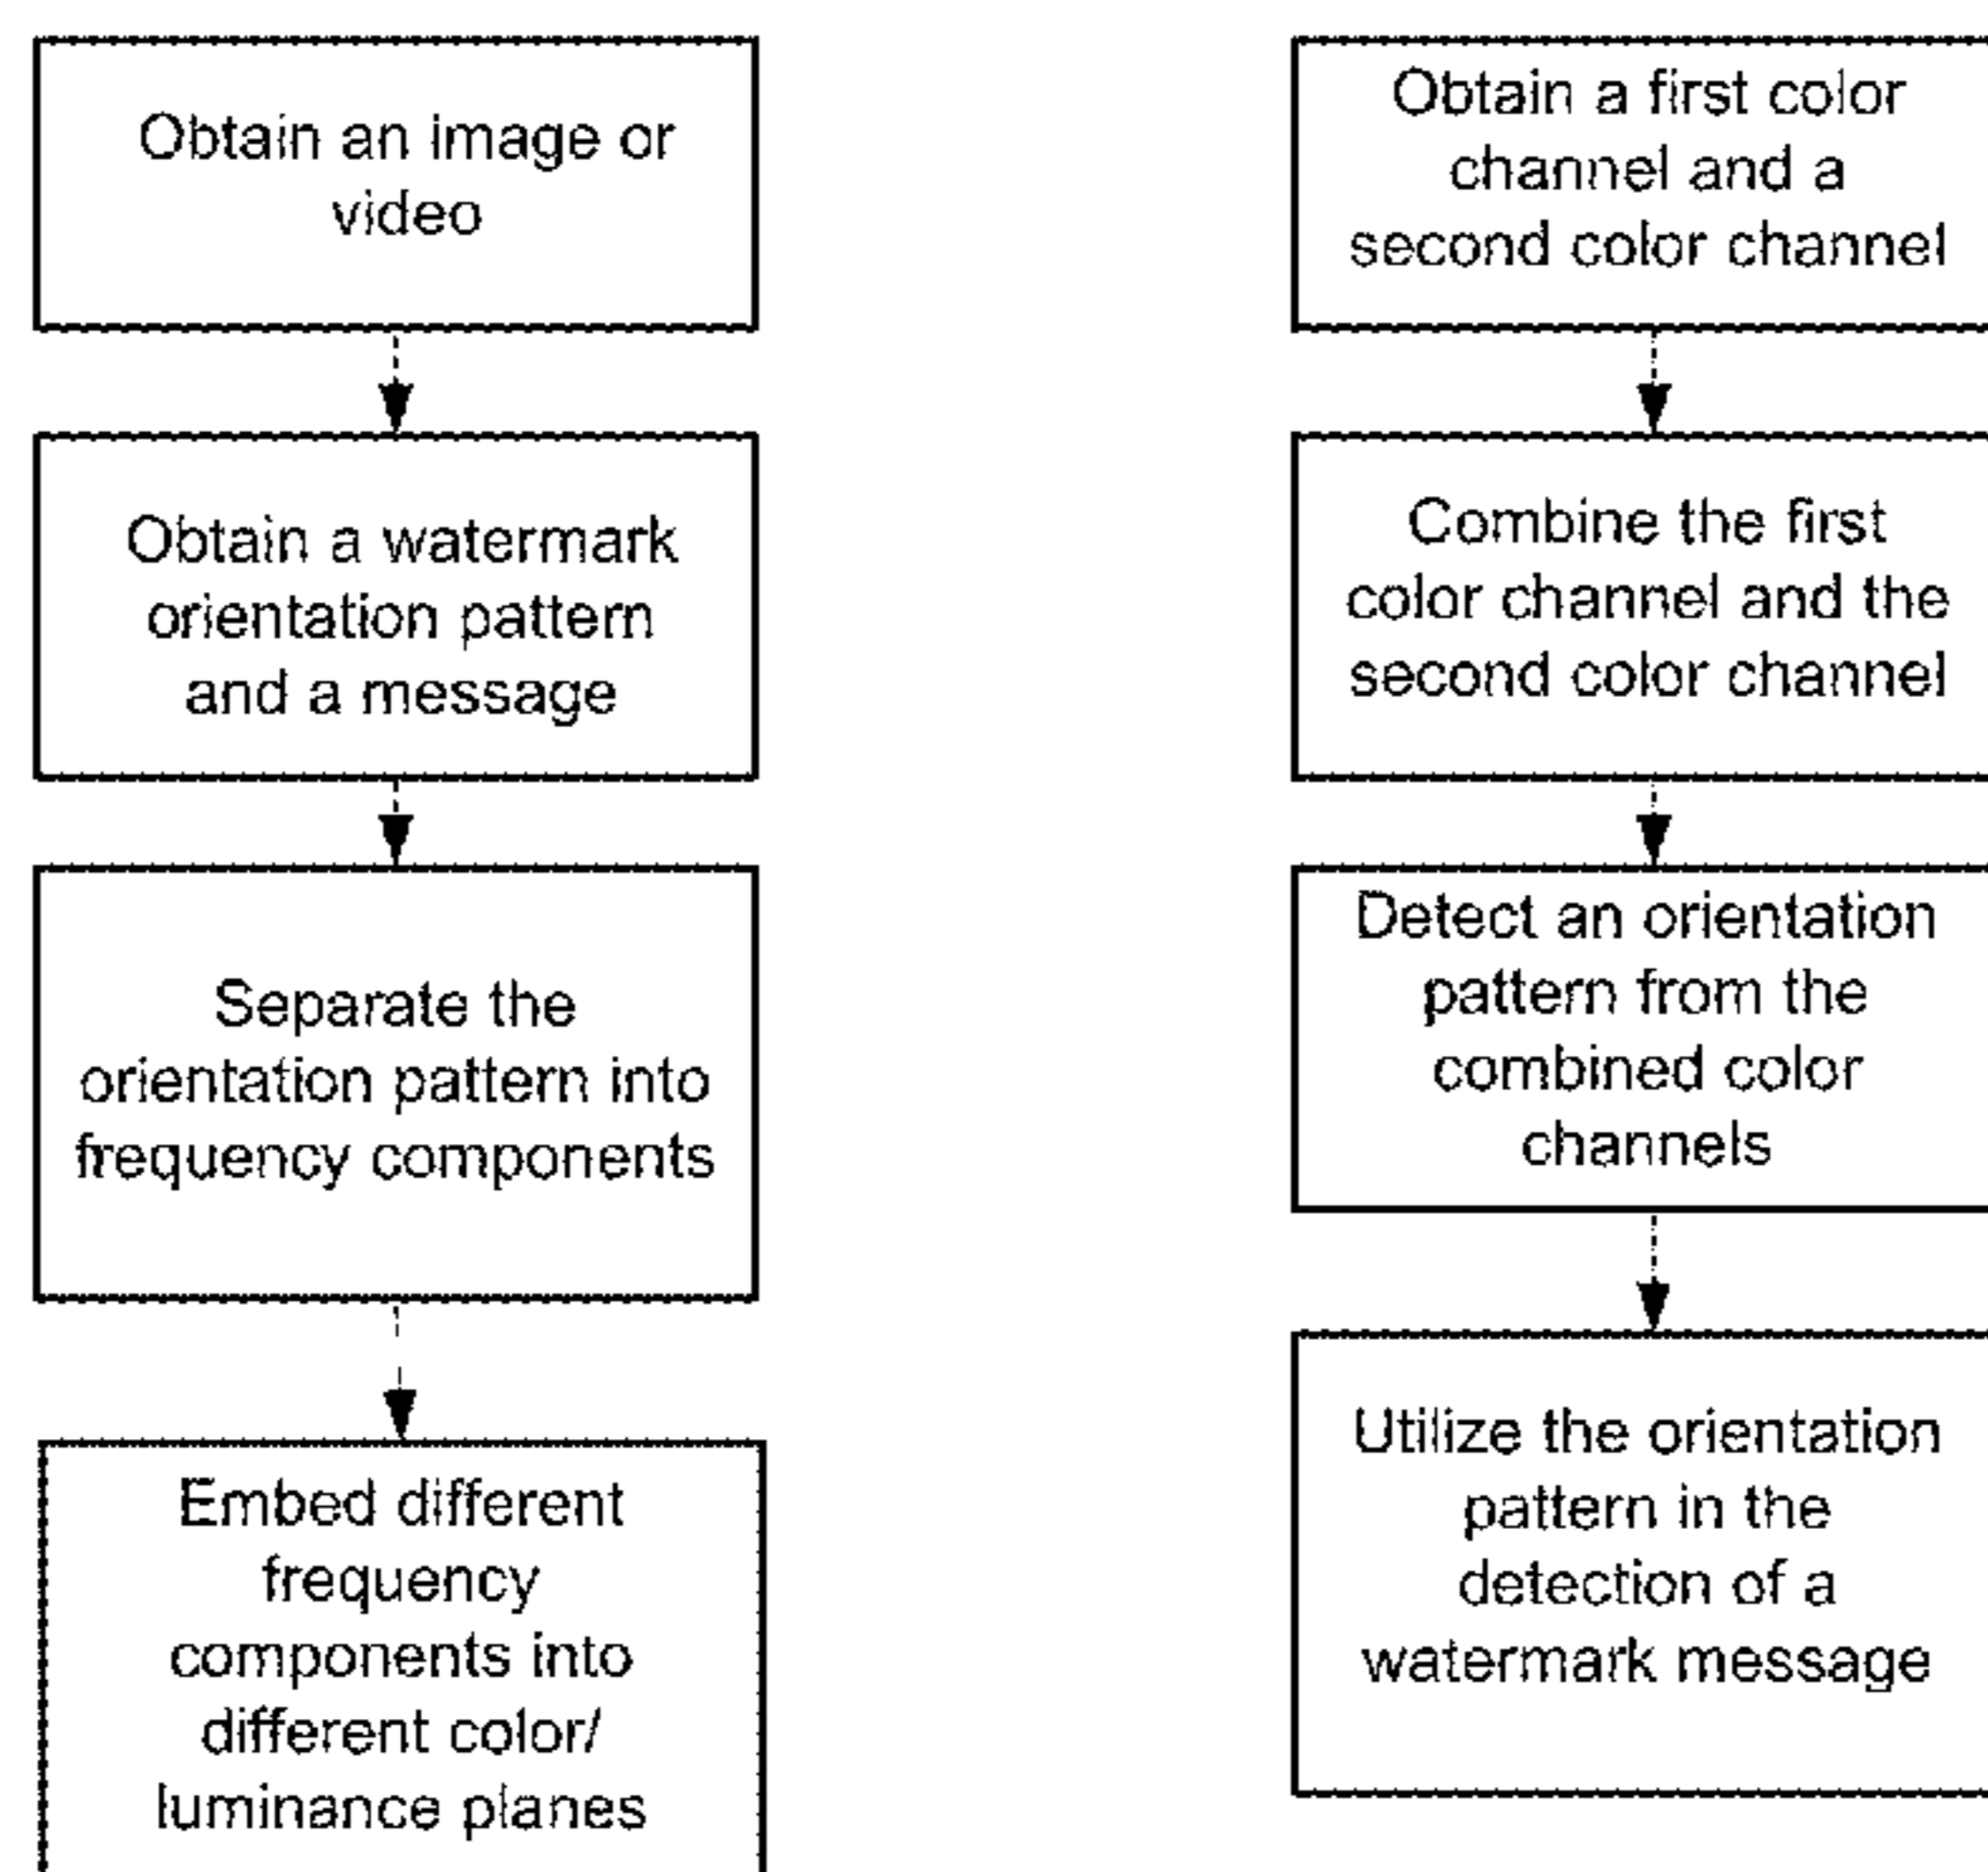 Obtain an image or
video
Obtain a watermark
orientation pattern
and a message
Separate the
orientation pattern into
frequency components
Embed different
frequency
components into
different color/
luminance planes
Obtain a first color
channel and a
second color channel
Combine the first
color channel and the
second color channel
Detect an orientation
pattern from the
combined color
channels
Utilize the orientation
pattern in the
detection of a
watermark message